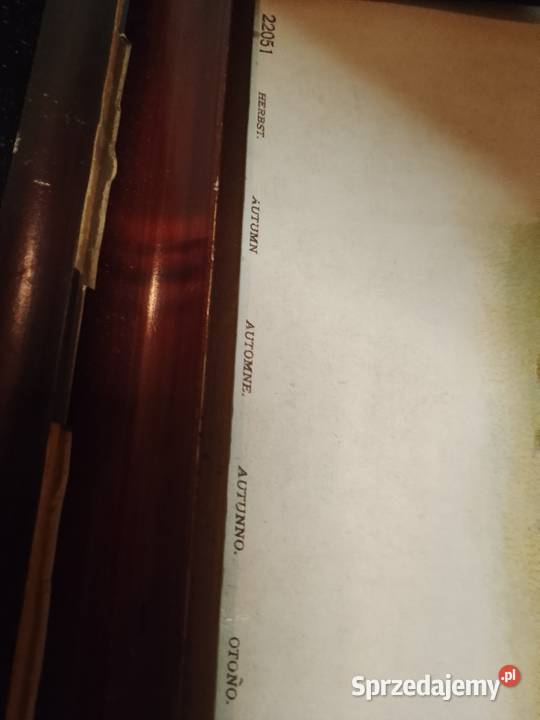 22051
HERBST.
AUTUMN
AUTOMNE.
AUTUNNO.
OTOÑO.
Sprzedajemy.pl